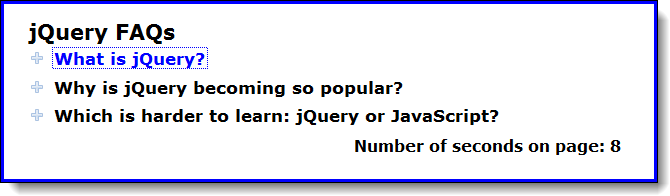 jQuery FAQs
What is jQuery?
Why is jQuery becoming so popular?
Which is harder to learn: jQuery or JavaScript?
Number of seconds on page: 8